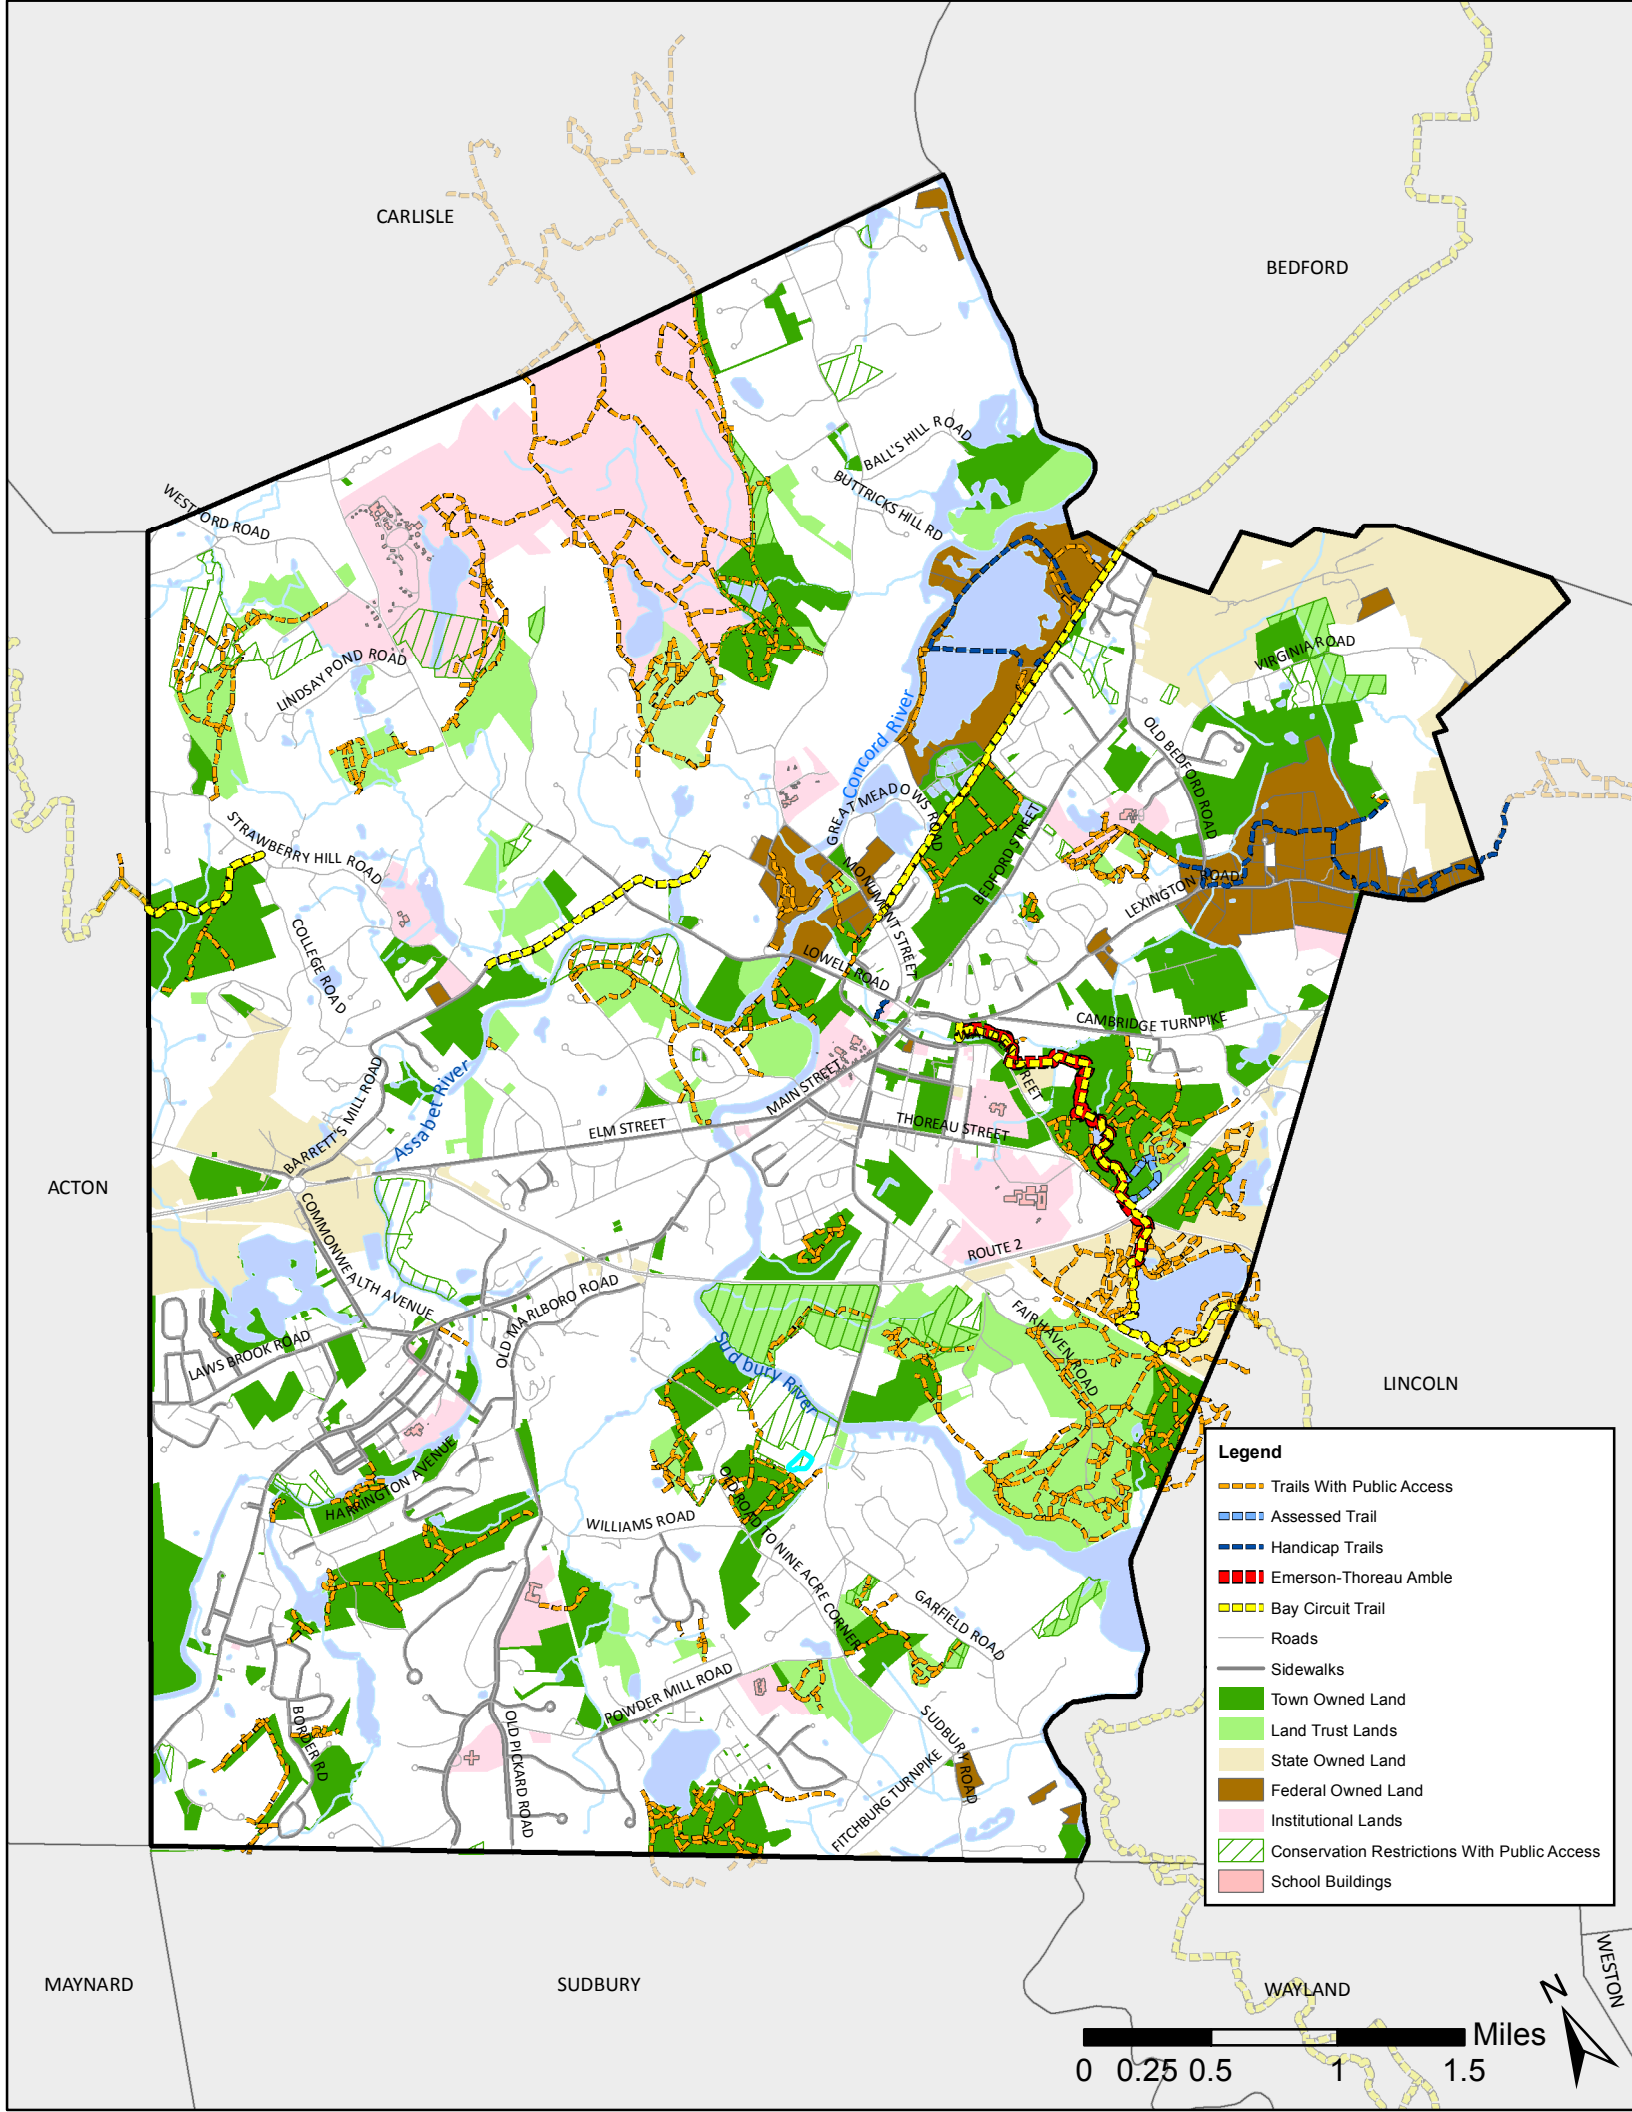 CARLISLE
BEDFORD
WESTFORD ROAD
BALL'S HILL ROAD
BUTTRICKS HILL RD
LINDSAY POND ROAD
VIRGINIA ROAD
OLD BEDFORD ROAD
Concord River
GREAT MEADOWS ROAD
STRAWBERRY HILL ROAD
MONUMENT STREET
BEDFORD STREET
LEXINGTON ROAD
COLLEGE ROAD
LOWELL ROAD
CAMBRIDGE TURNPIKE
WALDEN STREET
BARRETT'S MILL ROAD
Assabet River
MAIN STREET
ELM STREET
THOREAU STREET
ACTON
COMMONWEALTH AVENUE
ROUTE 2
OLD MARLBORO ROAD
FAIRHAVEN ROAD
LAWS BROOK ROAD
Sudbury River
LINCOLN
HARRINGTON AVENUE
WILLIAMS ROAD
OLD ROAD TO NINE ACRE CORNER
GARFIELD ROAD
POWDER MILL ROAD
BORDER RD
OLD PICKARD ROAD
SUDBURY ROAD
FITCHBURG TURNPIKE
Legend
Trails With Public Access
Assessed Trail
Handicap Trails
Emerson-Thoreau Amble
Bay Circuit Trail
Roads
Sidewalks
Town Owned Land
Land Trust Lands
State Owned Land
Federal Owned Land
Institutional Lands
Conservation Restrictions With Public Access
School Buildings
MAYNARD
SUDBURY
WAYLAND
WESTON
N
Miles
0 0.25 0.5 1 1.5